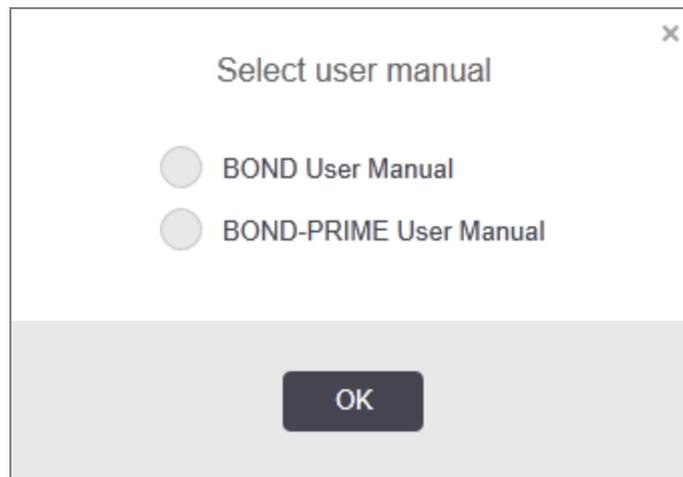 ×
Select user manual
BOND User Manual
BOND-PRIME User Manual
OK